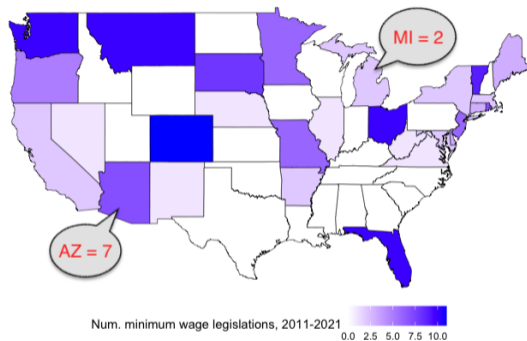 MI = 2
AZ = 7
Num. minimum wage legislations, 2011-2021
0.0 2.5 5.0 7.5 10.0